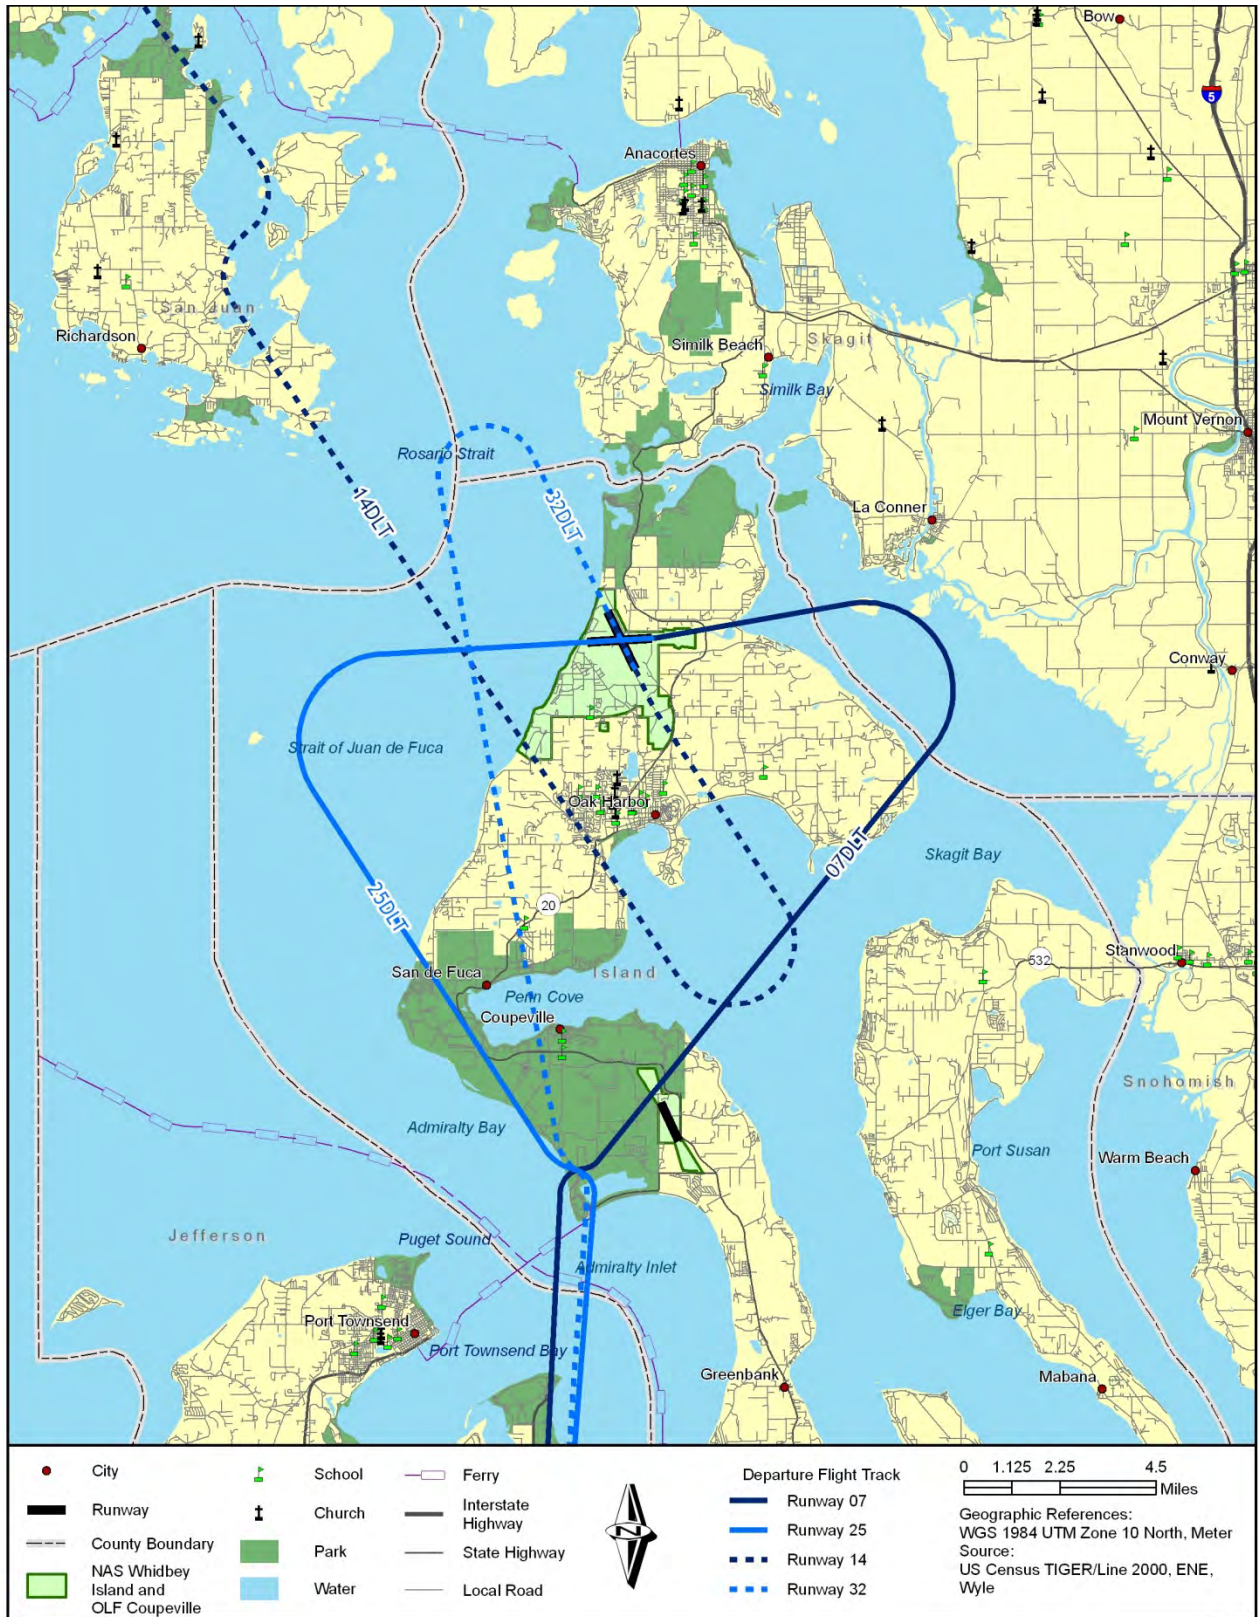 Bow
5
Anacortes
San Juan
Richardson
Similk Beach
Skagit
Similk Bay
Mount Vernon
Rosario Strait
14DLT
32DLT
La Conner
Conway
Strait of Juan de Fuca
Oak Harbor
07DLT
Skagit Bay
25DLT
20
San de Fuca
Island
532
Stanwood
Penn Cove
Coupeville
Snohomish
Admiralty Bay
Port Susan
Warm Beach
Jefferson
Puget Sound
Admiralty Inlet
Elger Bay
Port Townsend
Port Townsend Bay
Greenbank
Mabana
City
Runway
County Boundary
NAS Whidbey
Island and
OLF Coupeville
School
Church
Park
Water
Ferry
Interstate
Highway
State Highway
Local Road
N
Departure Flight Track
Runway 07
Runway 25
Runway 14
Runway 32
0 1.125 2.25 4.5
Miles
Geographic References:
WGS 1984 UTM Zone 10 North, Meter
Source:
US Census TIGER/Line 2000, ENE,
Wyle